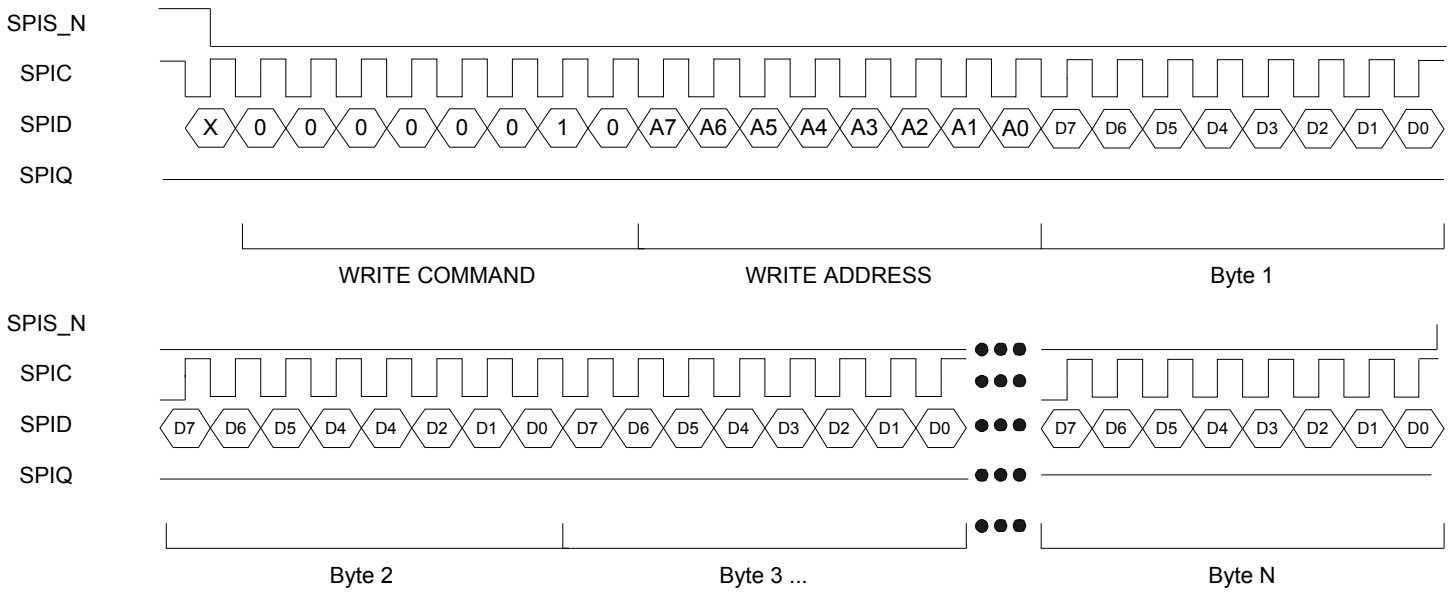 SPIS_N
SPIC
SPID X 0 0 0 0 0 0 1 0 A7 A6 A5 A4 A3 A2 A1 A0 D7 D6 D5 D4 D3 D2 D1 D0
SPIQ
WRITE COMMAND WRITE ADDRESS Byte 1
SPIS_N
SPIC
SPID D7 D6 D5 D4 D4 D2 D1 D0 D7 D6 D5 D4 D3 D2 D1 D0 D7 D6 D5 D4 D3 D2 D1 D0
SPIQ
Byte 2 Byte 3 ... Byte N